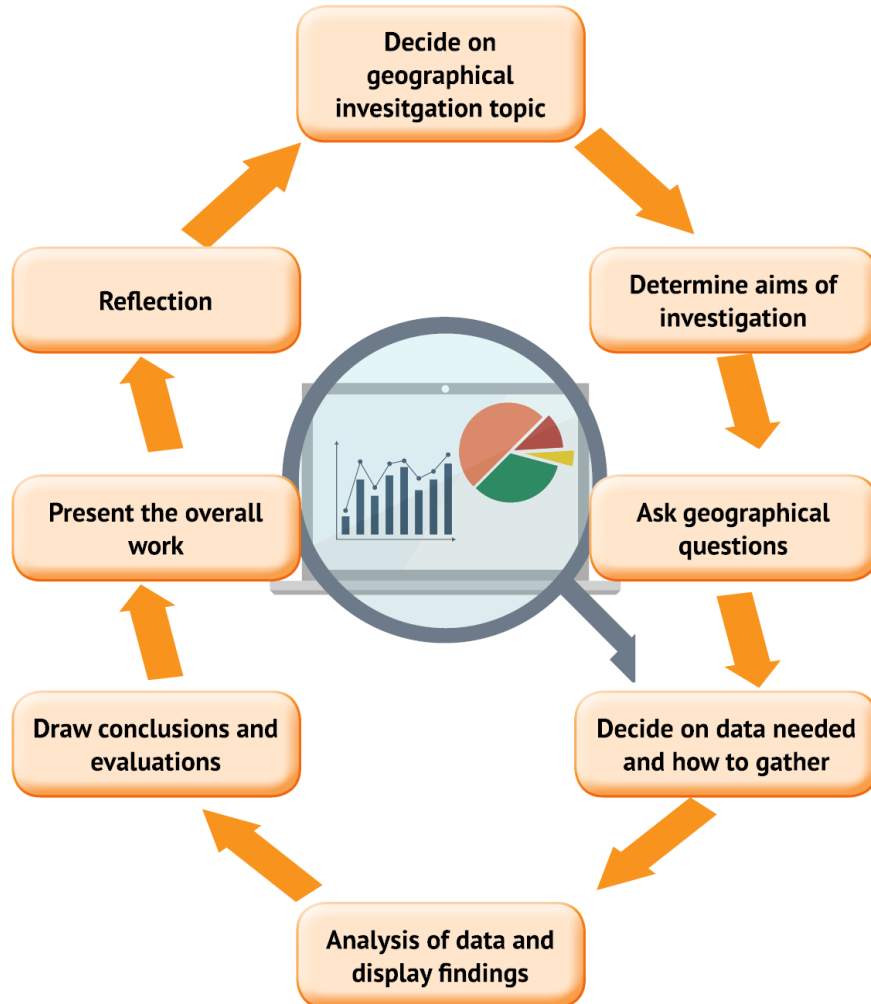 Decide on
geographical
invesitgation topic
Determine aims of
investigation
Ask geographical
questions
Decide on data needed
and how to gather
Analysis of data and
display findings
Draw conclusions and
evaluations
Present the overall
work
Reflection